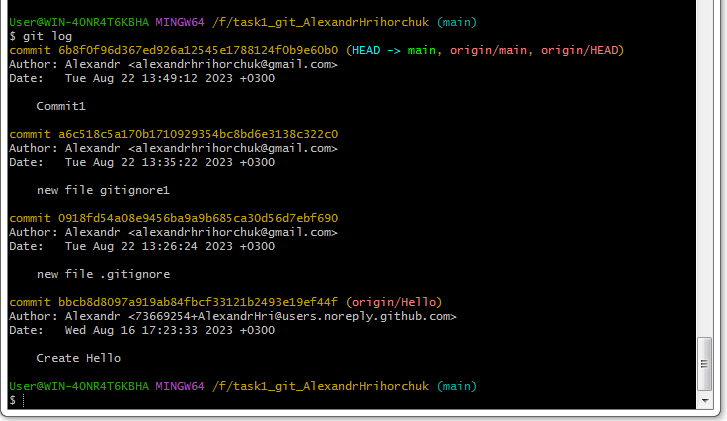 User@WIN-4ONR4T6KBHA MINGW64 /f/task1_git_AlexandrHrihorchuk (main)
$ git log
commit 6b8f0f96d367ed926a12545e1788124f0b9e60b0 (HEAD -> main, origin/main, origin/HEAD)
Author: Alexandr <alexandrhrihorchuk@gmail.com>
Date:   Tue Aug 22 13:49:12 2023 +0300

    Commit1

commit a6c518c5a170b1710929354bc8bd6e3138c322c0
Author: Alexandr <alexandrhrihorchuk@gmail.com>
Date:   Tue Aug 22 13:35:22 2023 +0300

    new file gitignore1

commit 0918fd54a08e9456ba9a9b685ca30d56d7ebf690
Author: Alexandr <alexandrhrihorchuk@gmail.com>
Date:   Tue Aug 22 13:26:24 2023 +0300

    new file .gitignore

commit bbcb8d8097a919ab84fbcf33121b2493e19ef44f (origin/Hello)
Author: Alexandr <73669254+AlexandrHri@users.noreply.github.com>
Date:   Wed Aug 16 17:23:33 2023 +0300

    Create Hello

User@WIN-4ONR4T6KBHA MINGW64 /f/task1_git_AlexandrHrihorchuk (main)
$